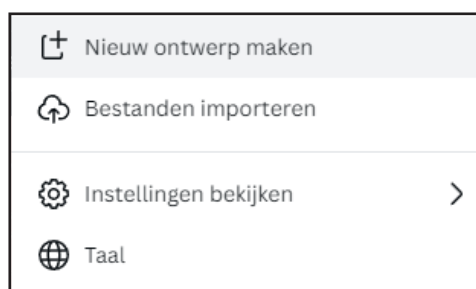 Nieuw ontwerp maken
Bestanden importeren
Instellingen bekijken
Taal